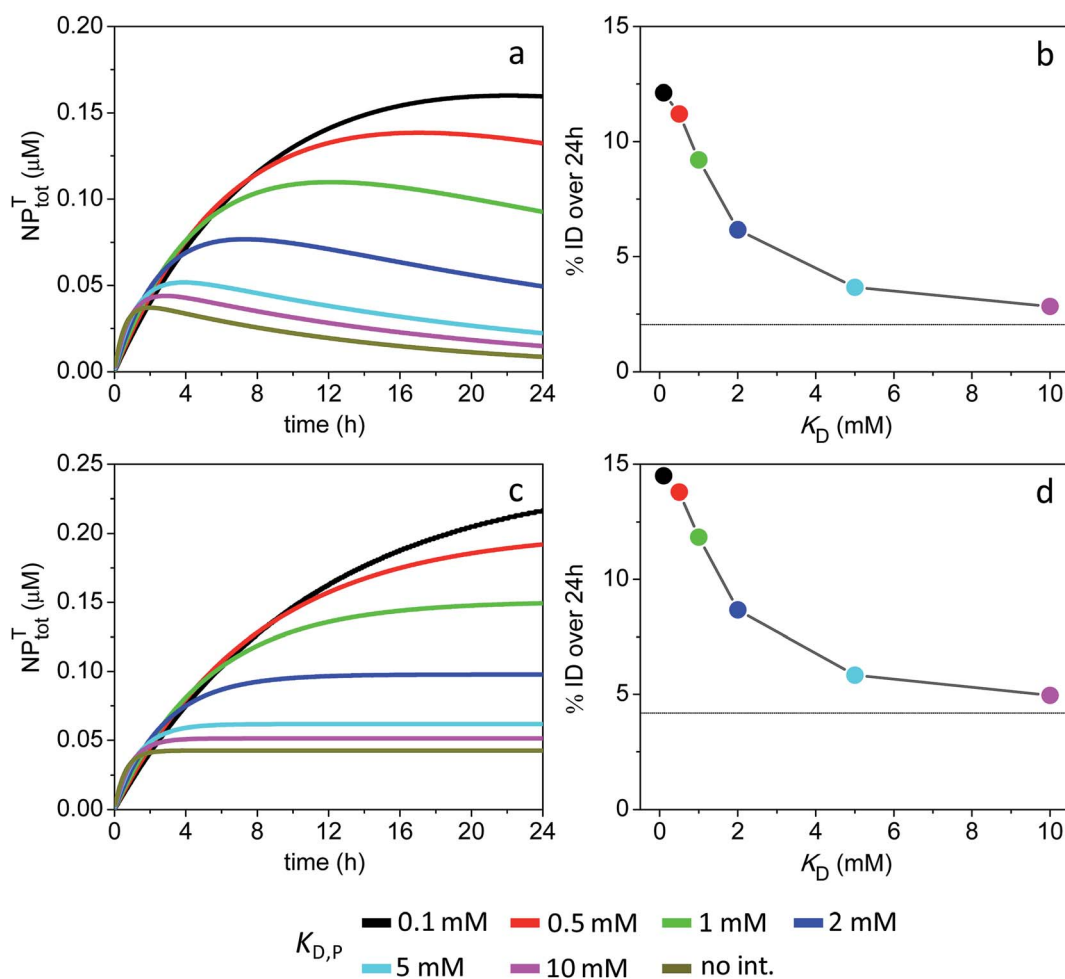 a
0.20
0.15
0.10
0.05
0.00
NP^T_tot (μM)
0 4 8 12 16 20 24
time (h)
b
15
10
5
0
% ID over 24h
0 2 4 6 8 10
K_D (mM)
c
0.25
0.20
0.15
0.10
0.05
0.00
NP^T_tot (μM)
0 4 8 12 16 20 24
time (h)
d
15
10
5
0
% ID over 24h
0 2 4 6 8 10
K_D (mM)
K_D,P
0.1 mM 0.5 mM 1 mM 2 mM
5 mM 10 mM no int.